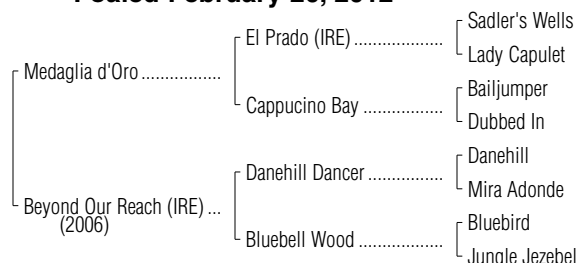 Foaled February 2012
Sadler's Wells
El Prado (IRE) ..................
Lady Capulet
Medaglia d'Oro ................
Bailjumper
Cappucino Bay ................
Dubbed In
Danehill
Danehill Dancer ...............
Mira Adonde
Beyond Our Reach (IRE) ...
(2006)
Bluebird
Bluebell Wood .................
Jungle Jezebel